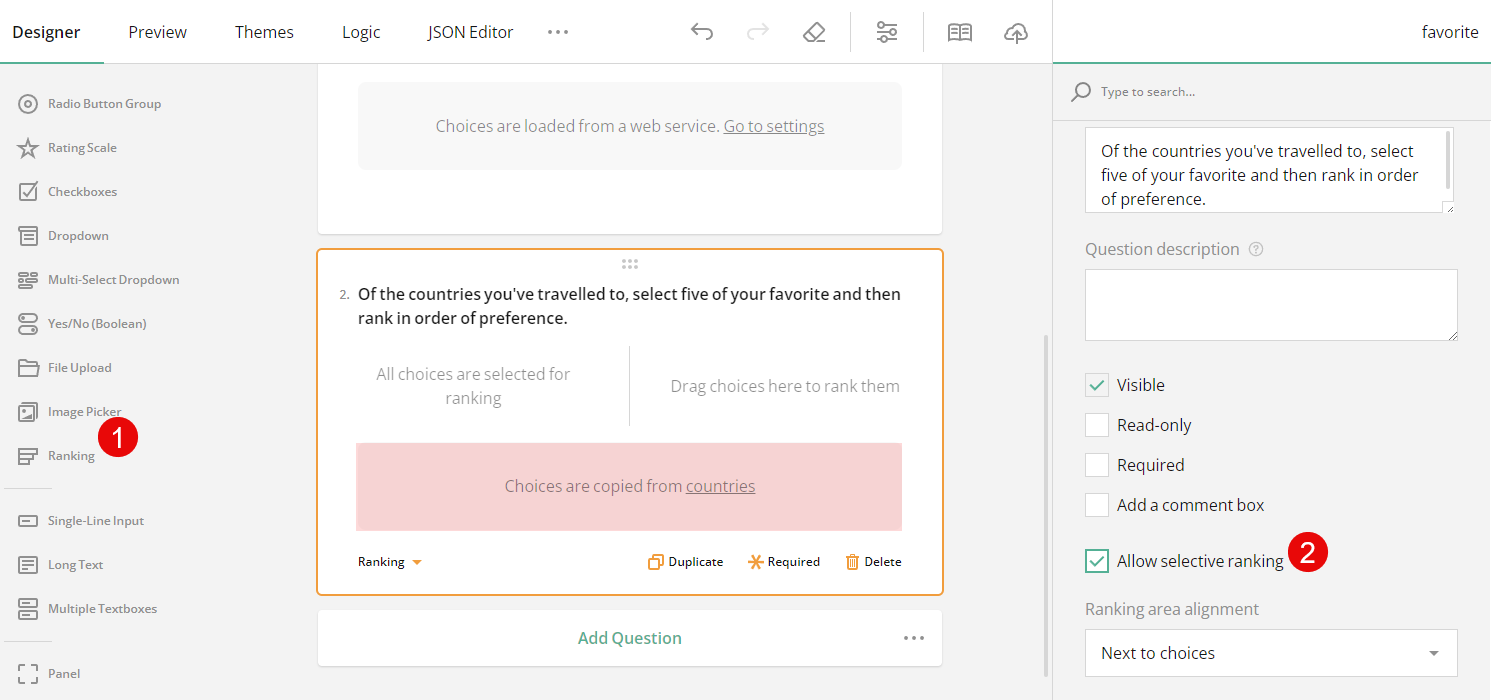 Designer
Preview
Themes
Logic
JSON Editor
favorite
Radio Button Group
Rating Scale
Checkboxes
Dropdown
Multi-Select Dropdown
Yes/No (Boolean)
File Upload
Image Picker
1
Ranking
Single-Line Input
Long Text
Multiple Textboxes
Panel
Choices are loaded from a web service. Go to settings
2. Of the countries you've travelled to, select five of your favorite and then
rank in order of preference.
All choices are selected for
ranking
Drag choices here to rank them
Choices are copied from countries
Ranking
Duplicate
Required
Delete
Add Question
Type to search...
Of the countries you've travelled to, select
five of your favorite and then rank in order
of preference.
Question description ?
Visible
Read-only
Required
Add a comment box
Allow selective ranking
2
Ranking area alignment
Next to choices